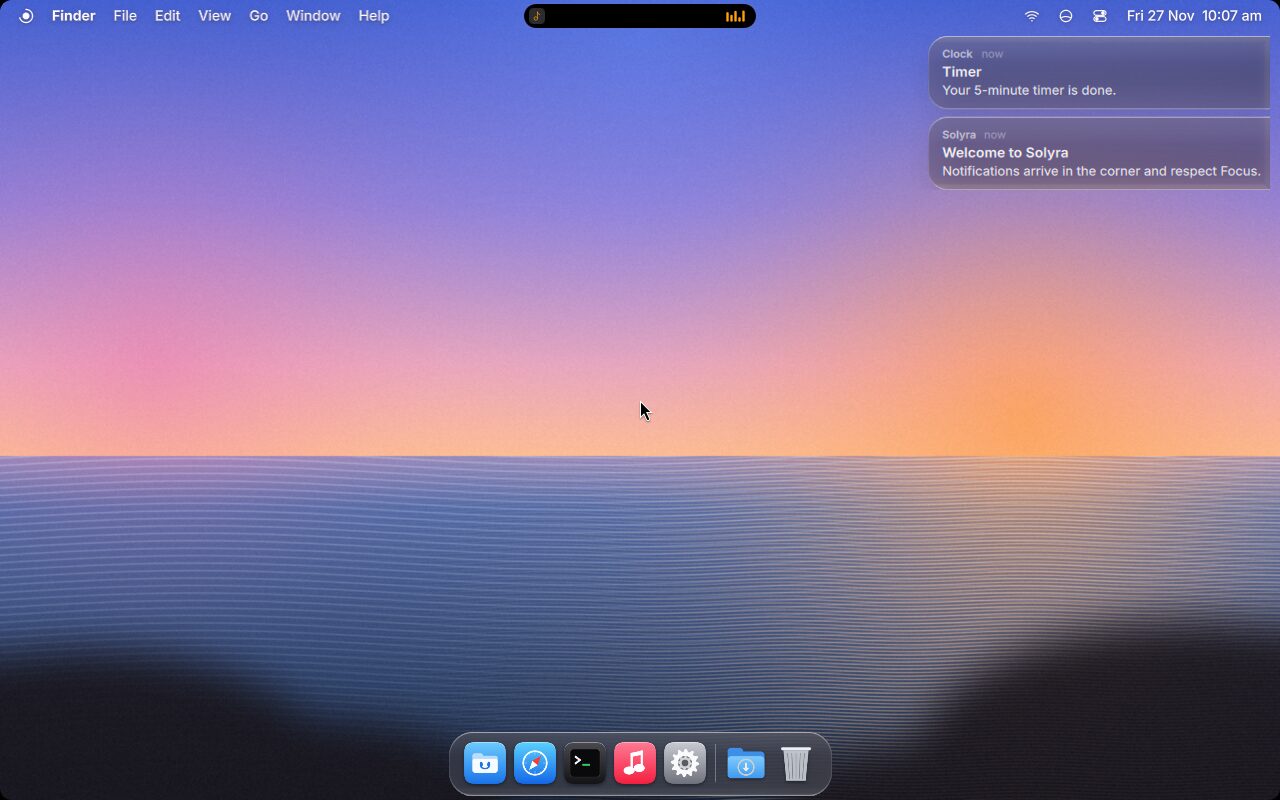 Finder File Edit View Go Window Help Fri 27 Nov 10:07 am
Clock now
Timer
Your 5-minute timer is done.
Solyra now
Welcome to Solyra
Notifications arrive in the corner and respect Focus.